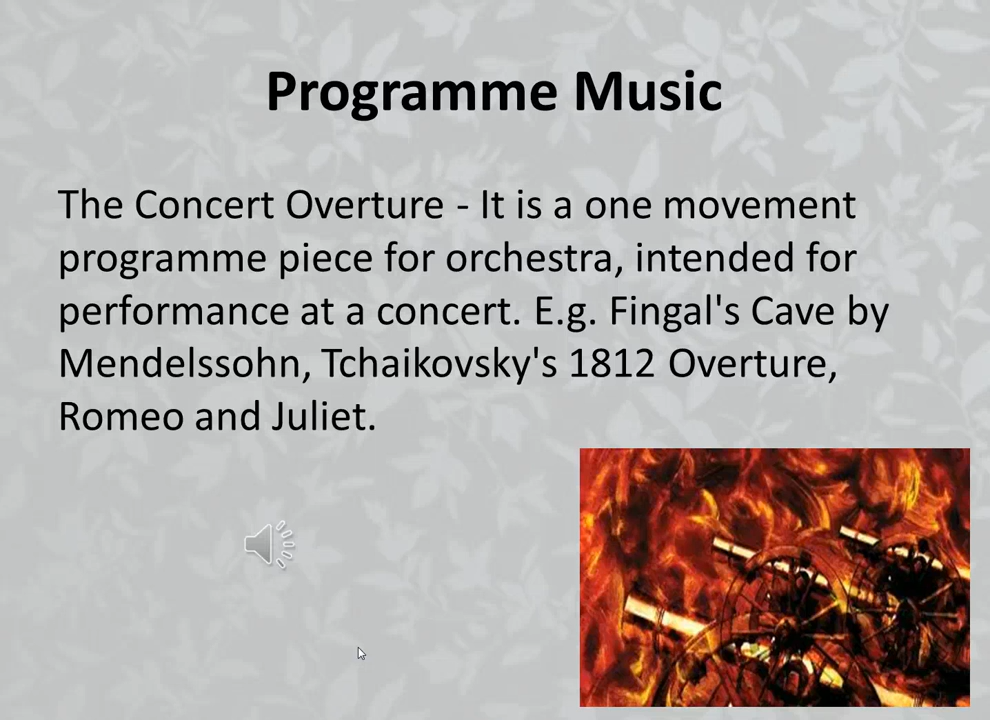 Programme Music
The Concert Overture - It is a one movement
programme piece for orchestra, intended for
performance at a concert. E.g. Fingal's Cave by
Mendelssohn, Tchaikovsky's 1812 Overture,
Romeo and Juliet.